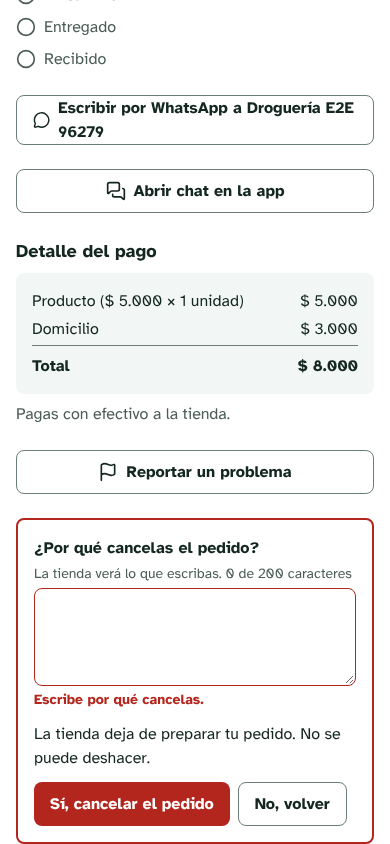 Entregado
Recibido
Escribir por WhatsApp a Droguería E2E
96279
Abrir chat en la app
Detalle del pago
Producto ($ 5.000 × 1 unidad) $ 5.000
Domicilio $ 3.000
Total $ 8.000
Pagas con efectivo a la tienda.
Reportar un problema
¿Por qué cancelas el pedido?
La tienda verá lo que escribas. 0 de 200 caracteres
Escribe por qué cancelas.
La tienda deja de preparar tu pedido. No se
puede deshacer.
Sí, cancelar el pedido
No, volver